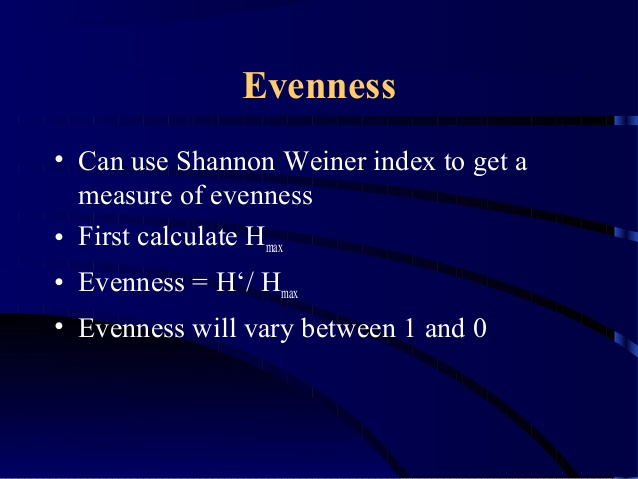 Evenness
• Can use Shannon Weiner index to get a
measure of evenness
• First calculate Hmax
• Evenness = H‘/ Hmax
• Evenness will vary between 1 and 0